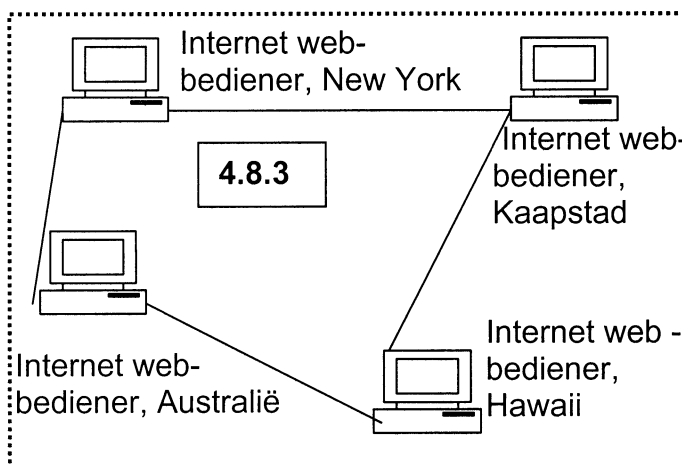 Internet web-
bediener, New York
4.8.3
Internet web-
bediener,
Kaapstad
Internet web-
bediener, Australië
Internet web -
bediener,
Hawaii